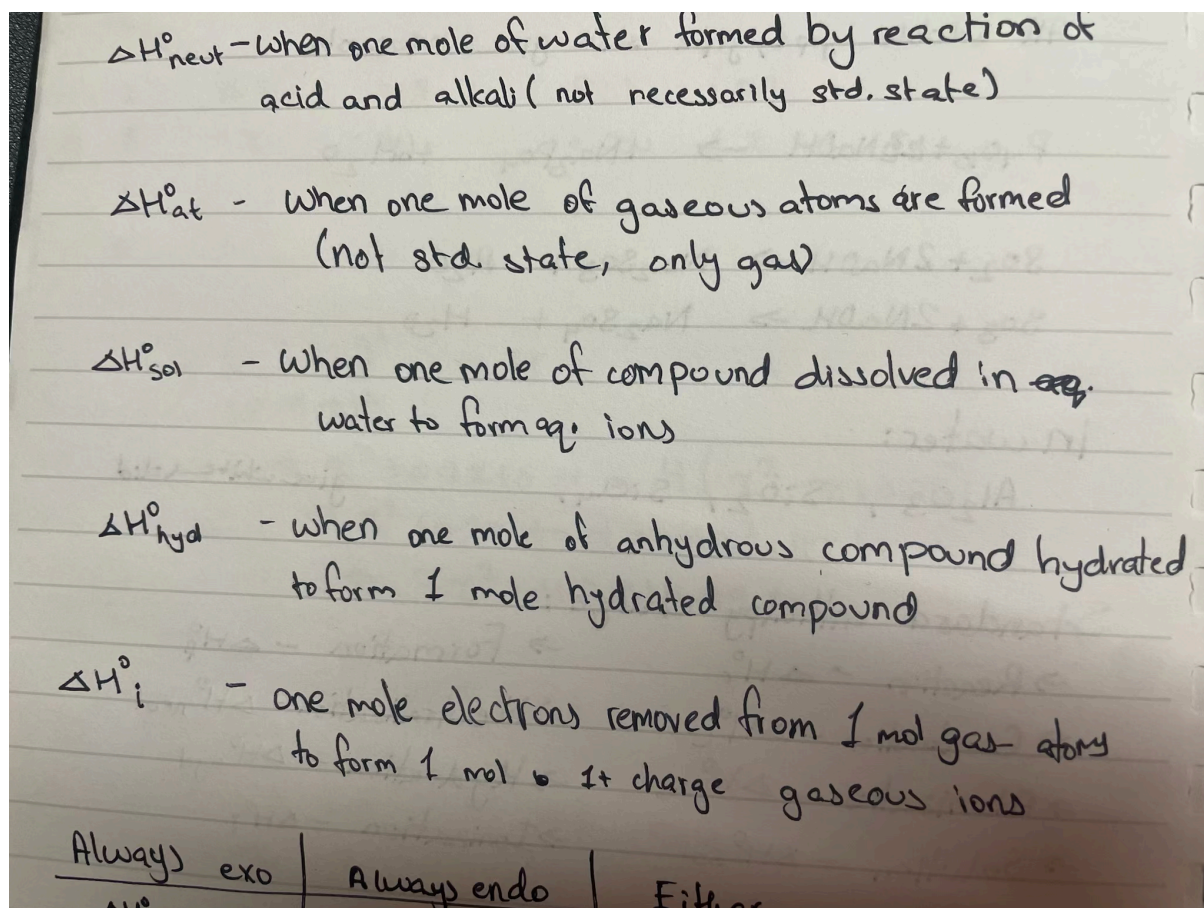 ΔH°neut - when one mole of water formed by reaction of
acid and alkali ( not necessarily std. state)
ΔH°at - when one mole of gaseous atoms are formed
(not std. state, only gas)
ΔH°sol - when one mole of compound dissolved in
water to form aq. ions
ΔH°hyd - when one mole of anhydrous compound hydrated
to form 1 mole hydrated compound
ΔH°i - one mole electrons removed from 1 mol gas atoms
to form 1 mol 1+ charge gaseous ions
Always exo | Always endo |